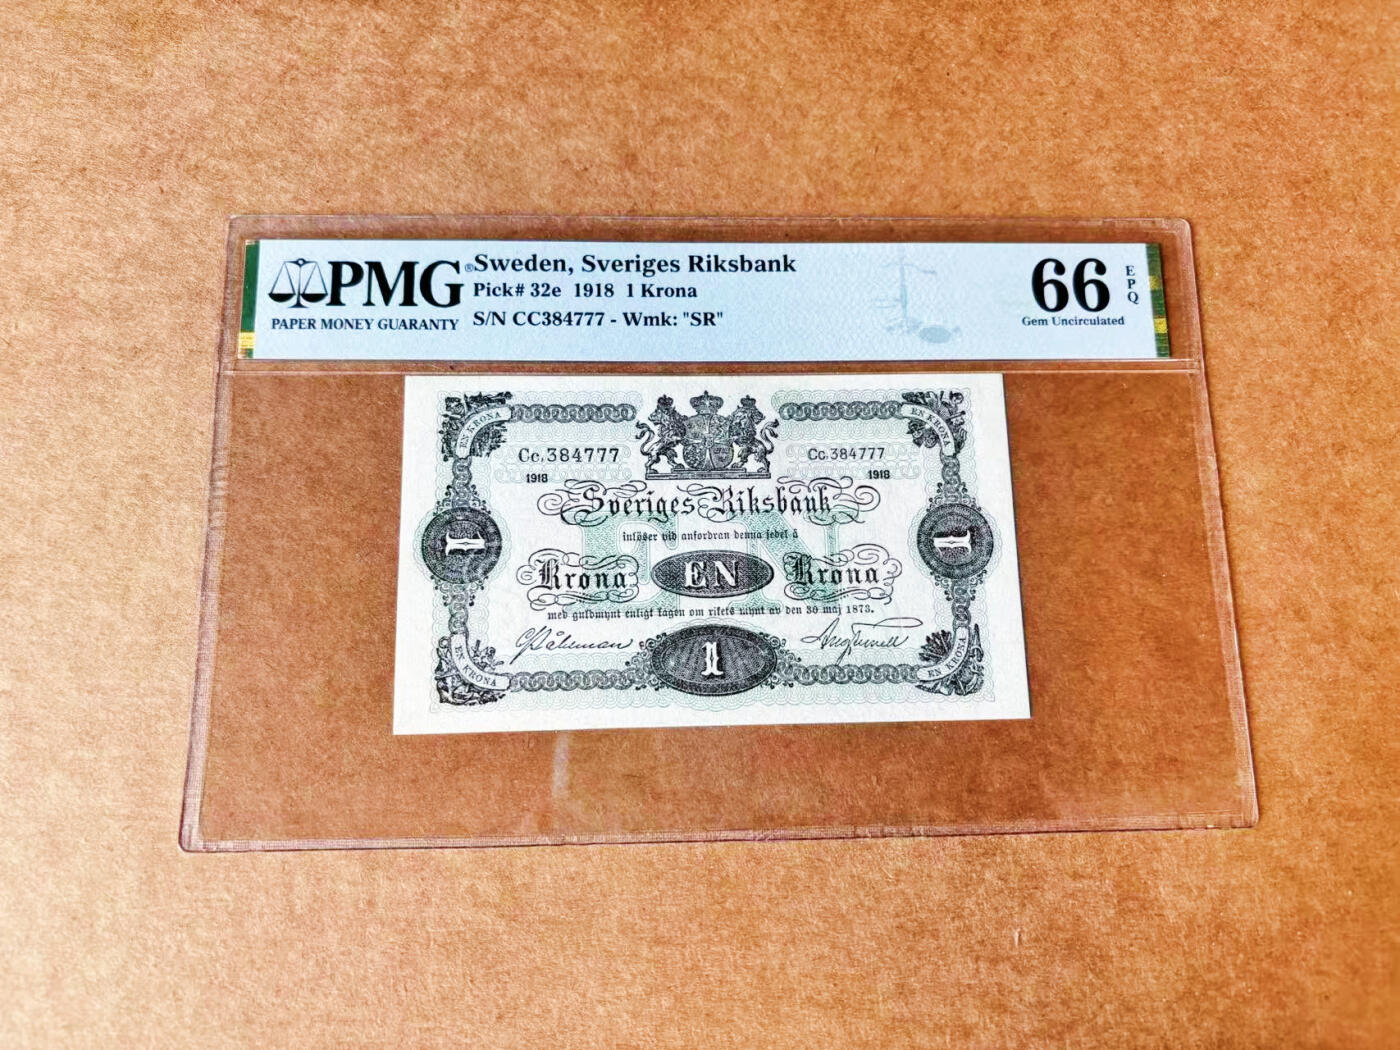 PMG®
PAPER MONEY GUARANTY
Sweden, Sveriges Riksbank
Pick# 32e 1918 1 Krona
S/N CC384777 - Wmk: "SR"
66 EPQ
Gem Uncirculated
EN KRONA
EN KRONA
Cc.384777
Cc.384777
1918
1918
Sveriges Riksbank
inlöser vid anfordran denna sedel å
1
Krona
EN
Krona
1
med guldmynt enligt lagen om rikets mynt av den 30 maj 1873.
1
EN KRONA
EN KRONA